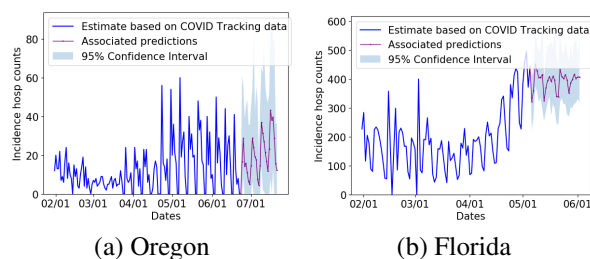 Estimate based on COVID Tracking data
Associated predictions
95% Confidence Interval
Incidence hosp counts
80
60
40
20
0
02/01 03/01 04/01 05/01 06/01 07/01
Dates
(a) Oregon
Estimate based on COVID Tracking data
Associated predictions
95% Confidence Interval
Incidence hosp counts
600
500
400
300
200
100
0
02/01 03/01 04/01 05/01 06/01
Dates
(b) Florida